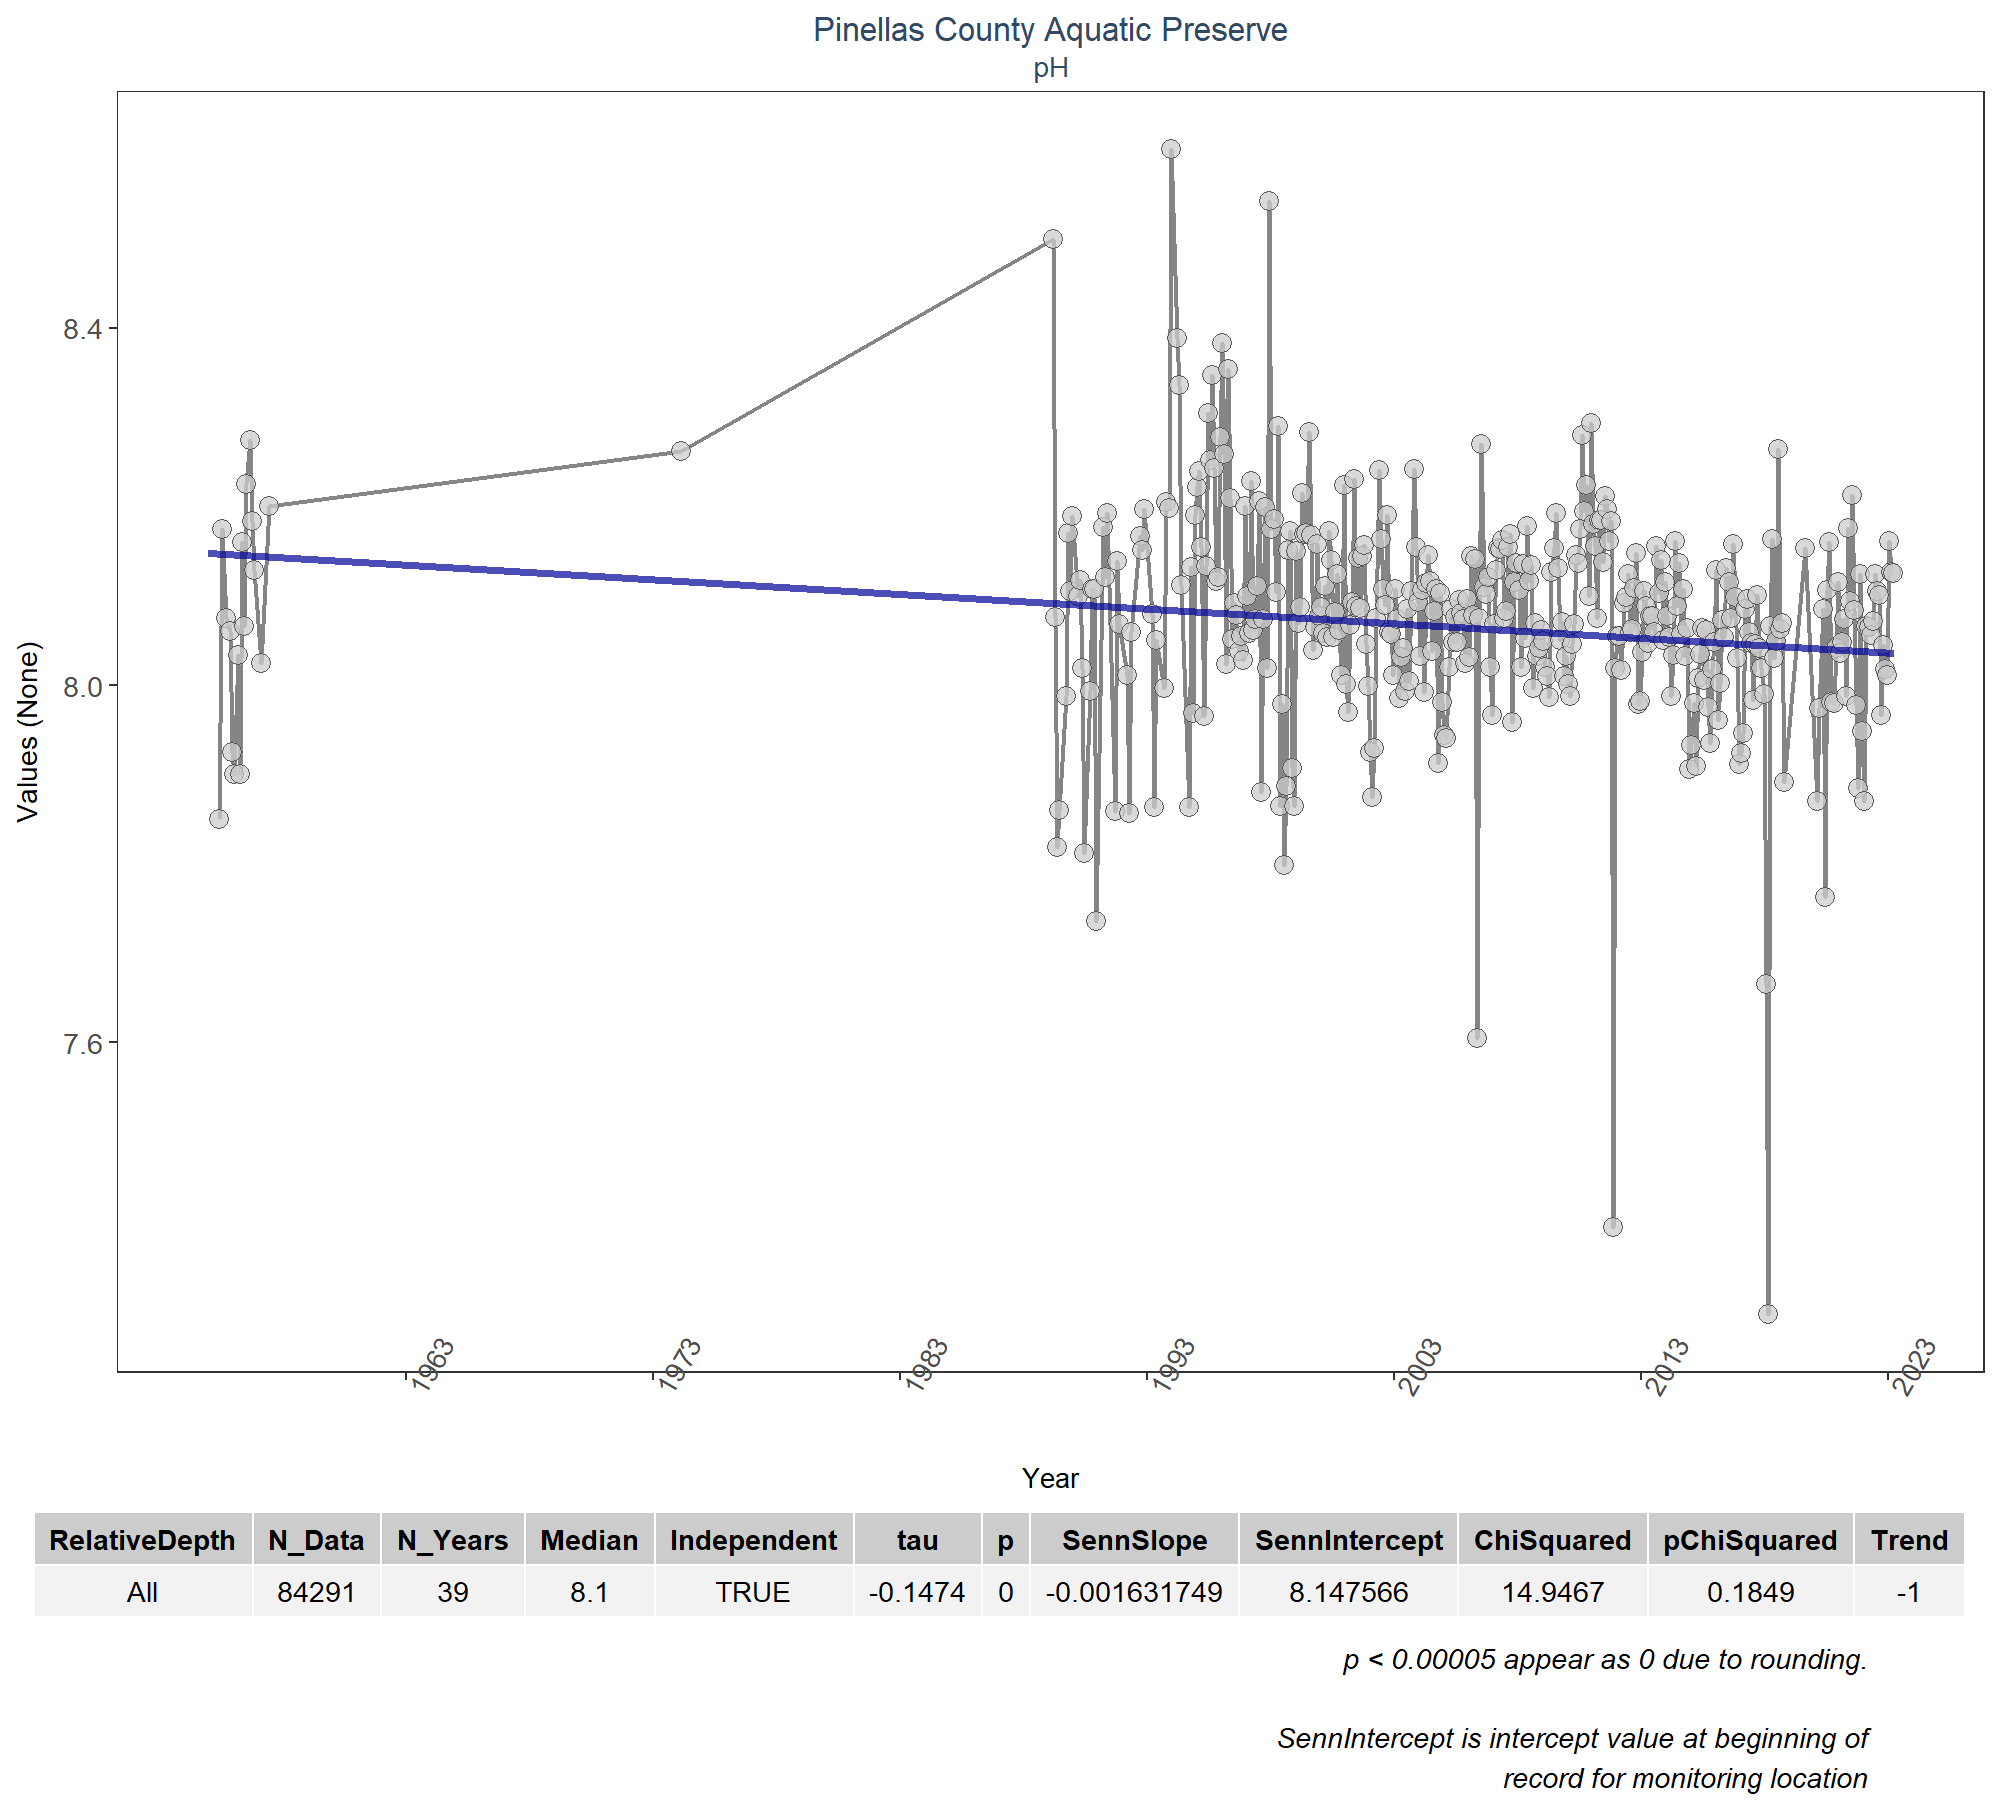 Pinellas County Aquatic Preserve
pH
Values (None)
8.4
8.0
7.6
1963
1973
1983
1993
2003
2013
2023
Year
RelativeDepth N_Data N_Years Median Independent tau p SennSlope SennIntercept ChiSquared pChiSquared Trend
All 84291 39 8.1 TRUE -0.1474 0 -0.001631749 8.147566 14.9467 0.1849 -1
p < 0.00005 appear as 0 due to rounding.
SennIntercept is intercept value at beginning of
record for monitoring location